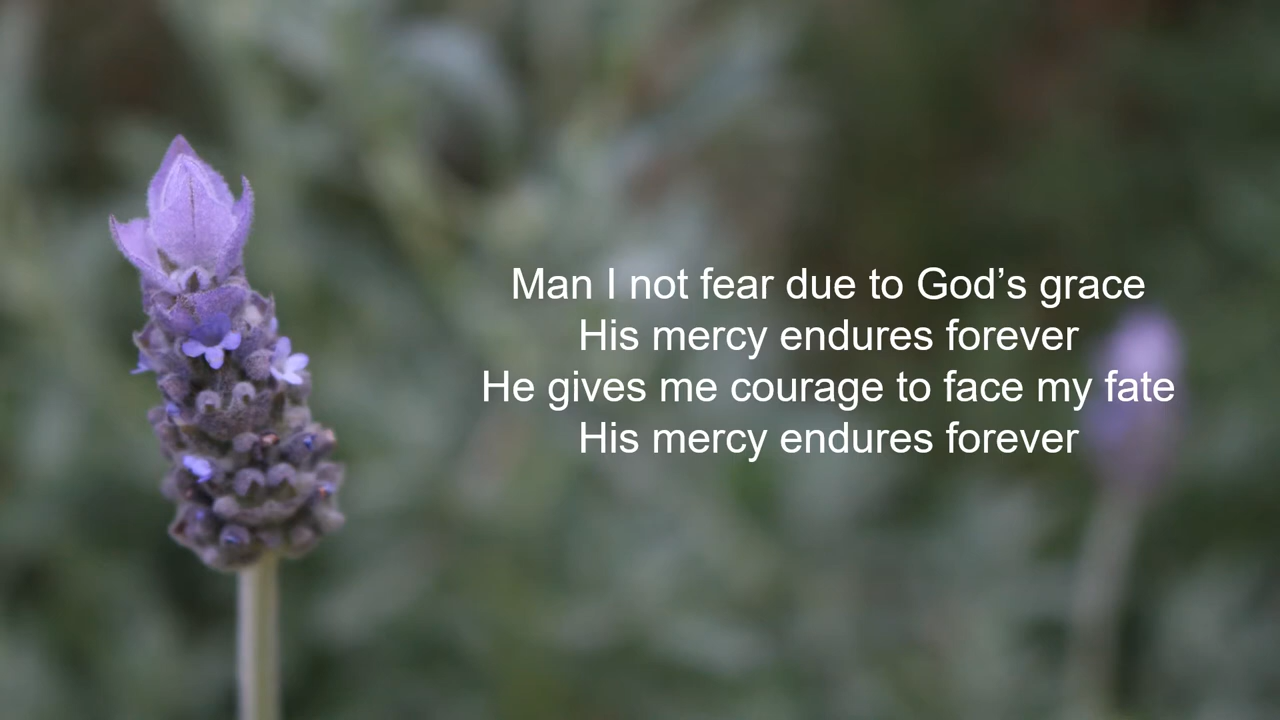 Man I not fear due to God’s grace
His mercy endures forever
He gives me courage to face my fate
His mercy endures forever